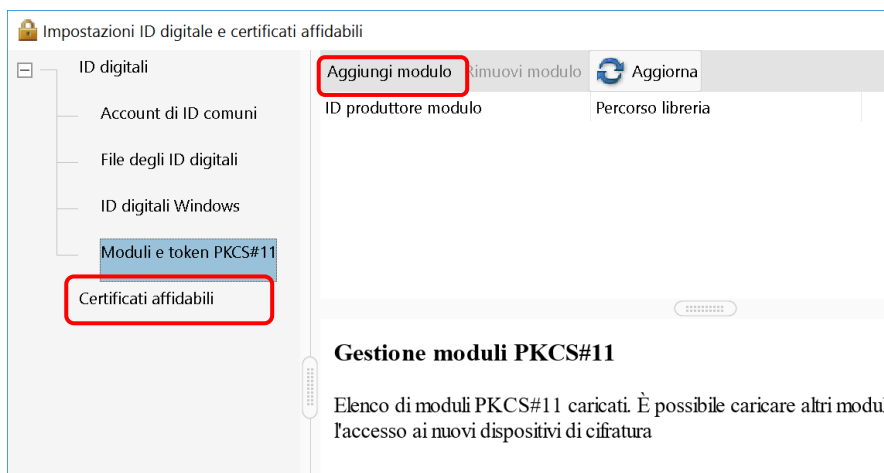 Impostazioni ID digitale e certificati affidabili
ID digitali
Account di ID comuni
File degli ID digitali
ID digitali Windows
Moduli e token PKCS#11
Certificati affidabili
Aggiungi modulo Rimuovi modulo Aggiorna
ID produttore modulo Percorso libreria
Gestione moduli PKCS#11
Elenco di moduli PKCS#11 caricati. È possibile caricare altri modul
l'accesso ai nuovi dispositivi di cifratura